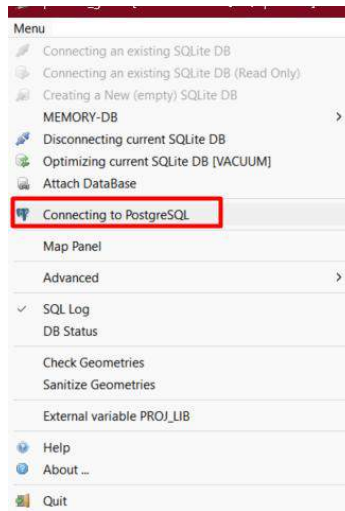 Menu
Connecting an existing SQLite DB
Connecting an existing SQLite DB (Read Only)
Creating a New (empty) SQLite DB
MEMORY-DB
Disconnecting current SQLite DB
Optimizing current SQLite DB [VACUUM]
Attach DataBase
Connecting to PostgreSQL
Map Panel
Advanced
SQL Log
DB Status
Check Geometries
Sanitize Geometries
External variable PROJ_LIB
Help
About ...
Quit